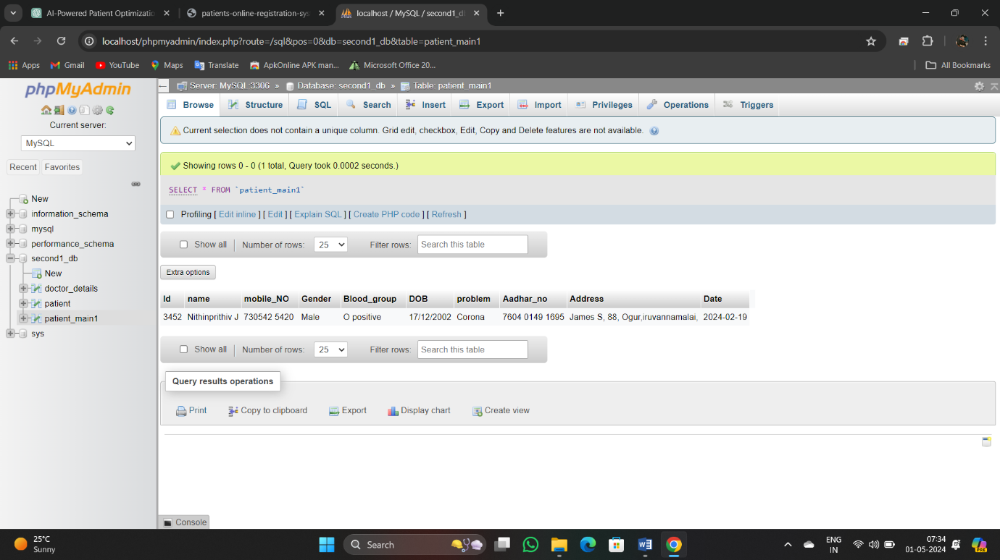 AI-Powered Patient Optimizatio
patients-online-registration-sys
localhost / MySQL / second1_d
localhost/phpmyadmin/index.php?route=/sql&pos=0&db=second1_db&table=patient_main1
Apps Gmail YouTube Maps Translate ApkOnline APK man... Microsoft Office 20... All Bookmarks
phpMyAdmin
Current server:
MySQL
Recent Favorites
New
information_schema
mysql
performance_schema
second1_db
New
doctor_details
patient
patient_main1
sys
Server: MySQL:3306 » Database: second1_db » Table: patient_main1
Browse Structure SQL Search Insert Export Import Privileges Operations Triggers
Current selection does not contain a unique column. Grid edit, checkbox, Edit, Copy and Delete features are not available.
Showing rows 0 - 0 (1 total, Query took 0.0002 seconds.)
SELECT * FROM `patient_main1`
Profiling [ Edit inline ] [ Edit ] [ Explain SQL ] [ Create PHP code ] [ Refresh ]
Show all Number of rows: 25 Filter rows: Search this table
Extra options
Id name mobile_NO Gender Blood_group DOB problem Aadhar_no Address Date
3452 Nithinprithiv J 730542 5420 Male O positive 17/12/2002 Corona 7604 0149 1695 James S, 88, Ogur,iruvannamalai, 2024-02-19
Show all Number of rows: 25 Filter rows: Search this table
Query results operations
Print Copy to clipboard Export Display chart Create view
Console
25°C
Sunny
Search
ENG
IN
07:34
01-05-2024
PRE